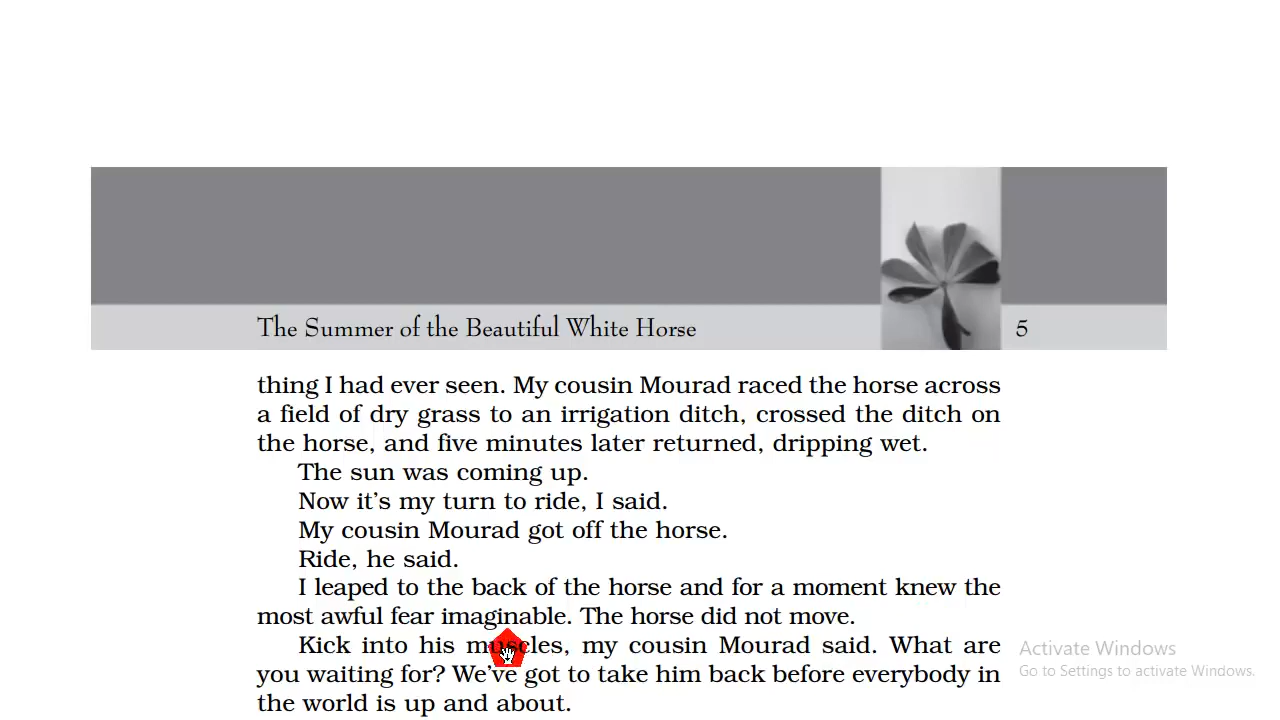 The Summer of the Beautiful White Horse
5
thing I had ever seen. My cousin Mourad raced the horse across
a field of dry grass to an irrigation ditch, crossed the ditch on
the horse, and five minutes later returned, dripping wet.
The sun was coming up.
Now it's my turn to ride, I said.
My cousin Mourad got off the horse.
Ride, he said.
I leaped to the back of the horse and for a moment knew the
most awful fear imaginable. The horse did not move.
Kick into his muscles, my cousin Mourad said. What are
you waiting for? We've got to take him back before everybody in
the world is up and about.
Activate Windows
Go to Settings to activate Windows.